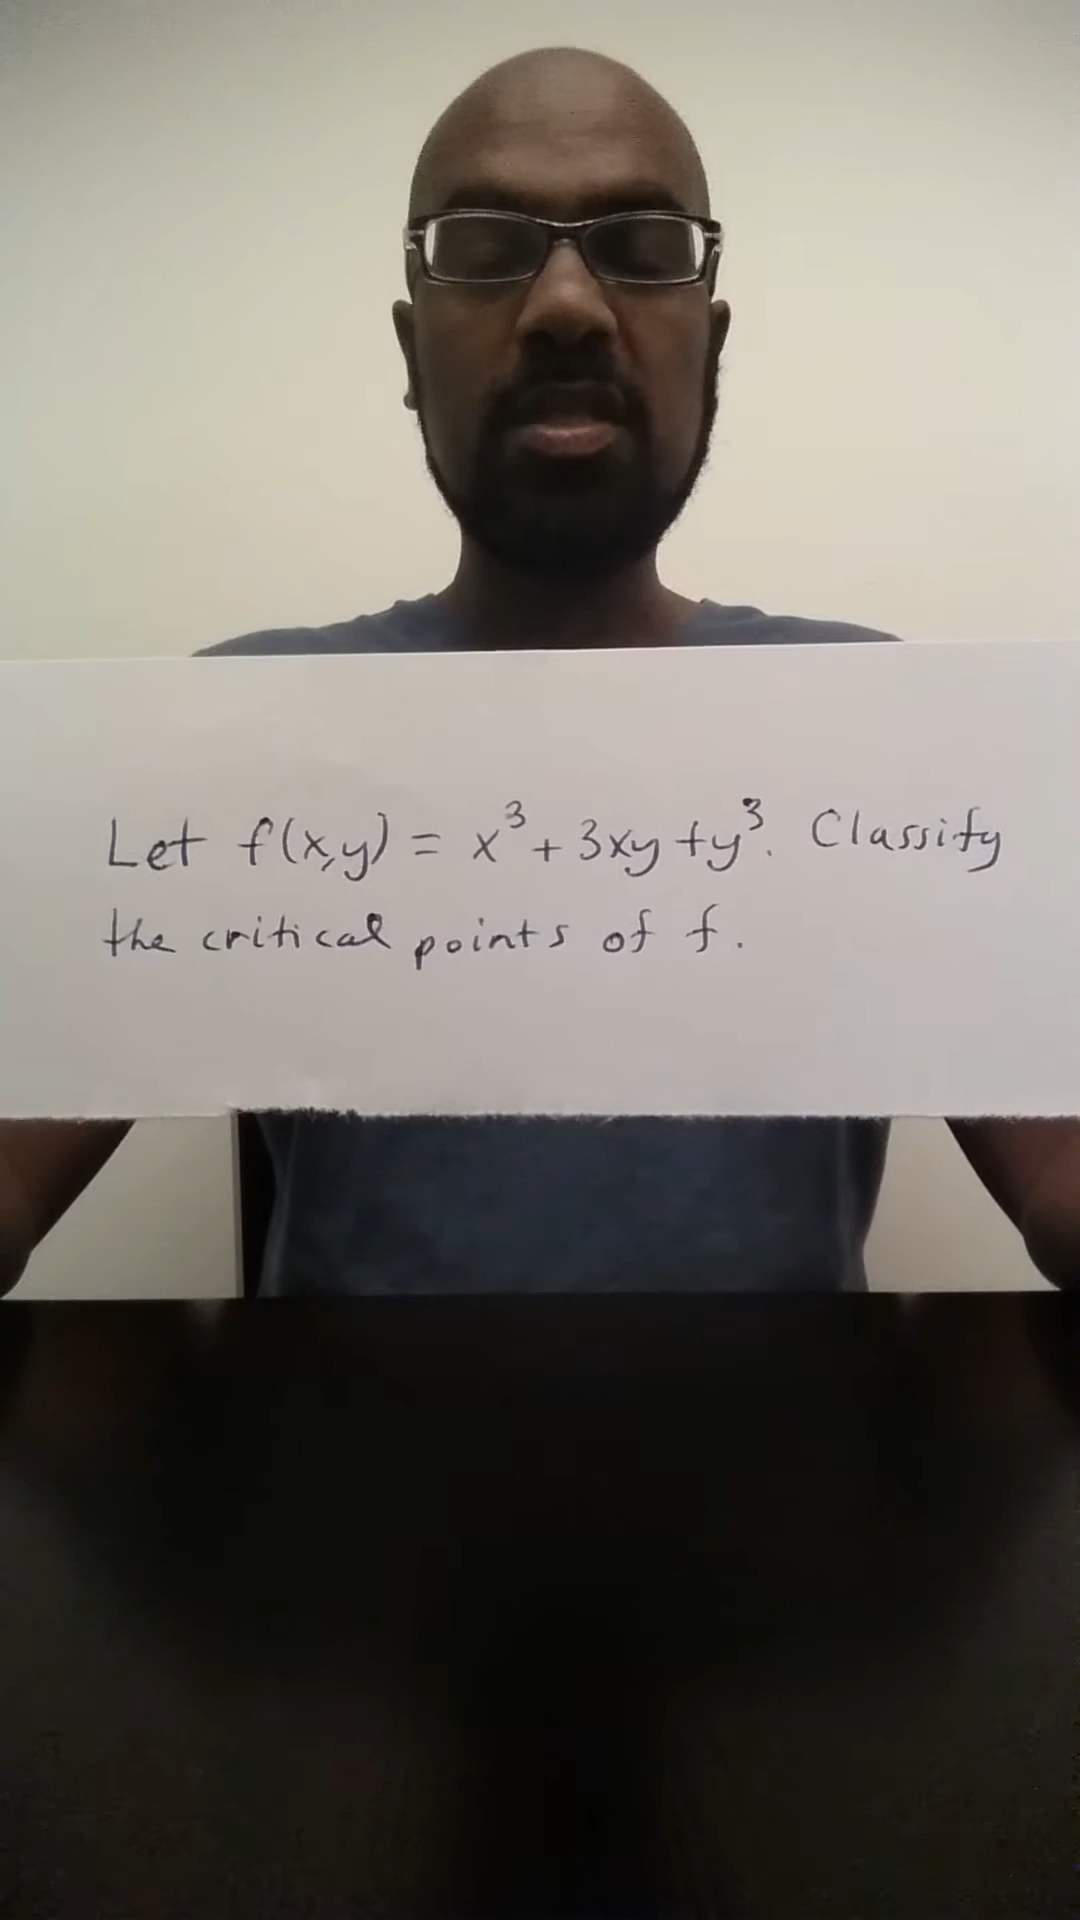 Let f(x,y) = x³ + 3xy + y³. Classify
the critical points of f.